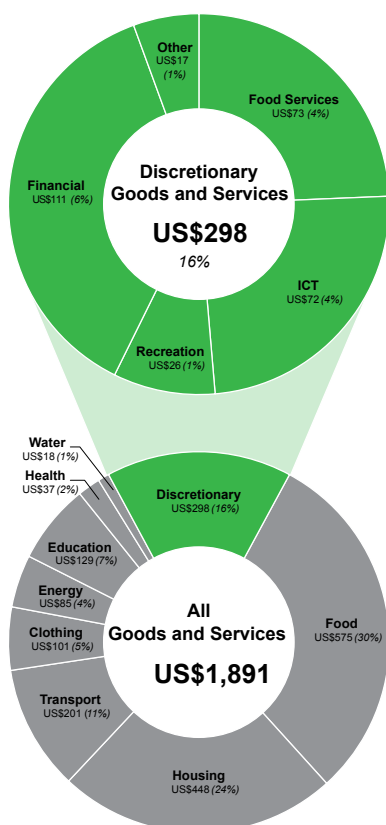 Other
US$17
(1%)
Food Services
US$73 (4%)
Financial
US$111 (6%)
Discretionary
Goods and Services
US$298
16%
ICT
US$72 (4%)
Recreation
US$26 (1%)
Water
US$18 (1%)
Health
US$37 (2%)
Discretionary
US$298 (16%)
Education
US$129 (7%)
Energy
US$85 (4%)
Clothing
US$101 (5%)
All
Goods and Services
US$1,891
Food
US$575 (30%)
Transport
US$201 (11%)
Housing
US$448 (24%)